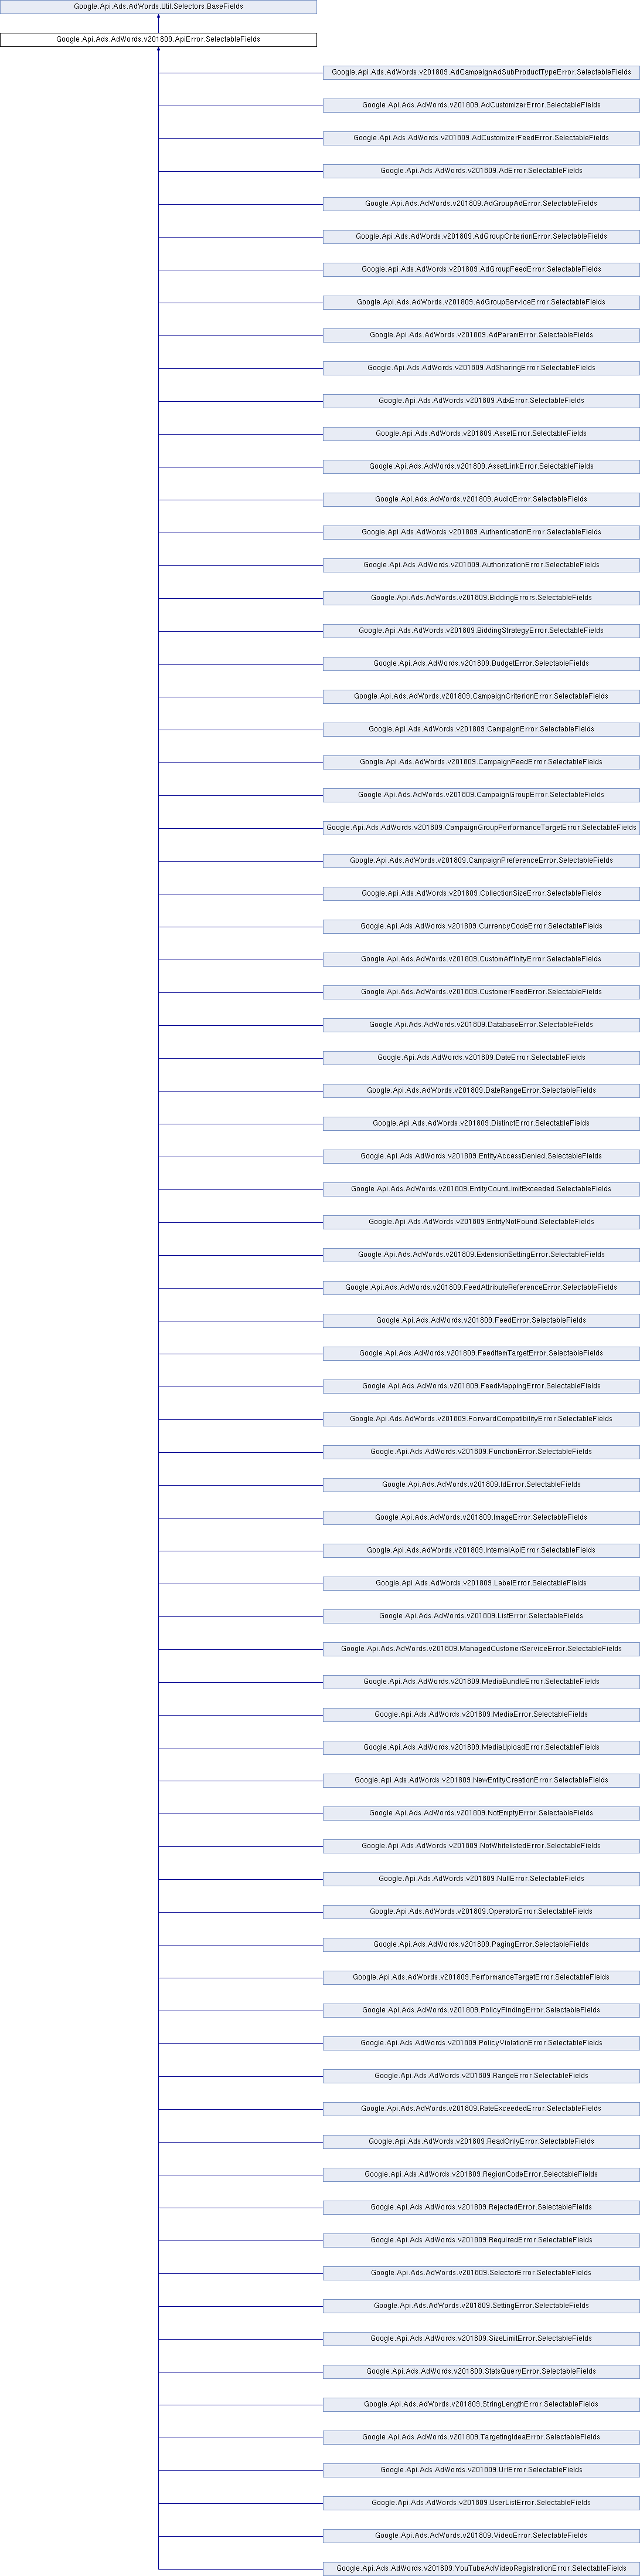 Google.Api.Ads.AdWords.Util.Selectors.BaseFields
Google.Api.Ads.AdWords.v201809.ApiError.SelectableFields
Google.Api.Ads.AdWords.v201809.AdCampaignAdSubProductTypeError.SelectableFields
Google.Api.Ads.AdWords.v201809.AdCustomizerError.SelectableFields
Google.Api.Ads.AdWords.v201809.AdCustomizerFeedError.SelectableFields
Google.Api.Ads.AdWords.v201809.AdError.SelectableFields
Google.Api.Ads.AdWords.v201809.AdGroupAdError.SelectableFields
Google.Api.Ads.AdWords.v201809.AdGroupCriterionError.SelectableFields
Google.Api.Ads.AdWords.v201809.AdGroupFeedError.SelectableFields
Google.Api.Ads.AdWords.v201809.AdGroupServiceError.SelectableFields
Google.Api.Ads.AdWords.v201809.AdParamError.SelectableFields
Google.Api.Ads.AdWords.v201809.AdSharingError.SelectableFields
Google.Api.Ads.AdWords.v201809.AdxError.SelectableFields
Google.Api.Ads.AdWords.v201809.AssetError.SelectableFields
Google.Api.Ads.AdWords.v201809.AssetLinkError.SelectableFields
Google.Api.Ads.AdWords.v201809.AudioError.SelectableFields
Google.Api.Ads.AdWords.v201809.AuthenticationError.SelectableFields
Google.Api.Ads.AdWords.v201809.AuthorizationError.SelectableFields
Google.Api.Ads.AdWords.v201809.BiddingErrors.SelectableFields
Google.Api.Ads.AdWords.v201809.BiddingStrategyError.SelectableFields
Google.Api.Ads.AdWords.v201809.BudgetError.SelectableFields
Google.Api.Ads.AdWords.v201809.CampaignCriterionError.SelectableFields
Google.Api.Ads.AdWords.v201809.CampaignError.SelectableFields
Google.Api.Ads.AdWords.v201809.CampaignFeedError.SelectableFields
Google.Api.Ads.AdWords.v201809.CampaignGroupError.SelectableFields
Google.Api.Ads.AdWords.v201809.CampaignGroupPerformanceTargetError.SelectableFields
Google.Api.Ads.AdWords.v201809.CampaignPreferenceError.SelectableFields
Google.Api.Ads.AdWords.v201809.CollectionSizeError.SelectableFields
Google.Api.Ads.AdWords.v201809.CurrencyCodeError.SelectableFields
Google.Api.Ads.AdWords.v201809.CustomAffinityError.SelectableFields
Google.Api.Ads.AdWords.v201809.CustomerFeedError.SelectableFields
Google.Api.Ads.AdWords.v201809.DatabaseError.SelectableFields
Google.Api.Ads.AdWords.v201809.DateError.SelectableFields
Google.Api.Ads.AdWords.v201809.DateRangeError.SelectableFields
Google.Api.Ads.AdWords.v201809.DistinctError.SelectableFields
Google.Api.Ads.AdWords.v201809.EntityAccessDenied.SelectableFields
Google.Api.Ads.AdWords.v201809.EntityCountLimitExceeded.SelectableFields
Google.Api.Ads.AdWords.v201809.EntityNotFound.SelectableFields
Google.Api.Ads.AdWords.v201809.ExtensionSettingError.SelectableFields
Google.Api.Ads.AdWords.v201809.FeedAttributeReferenceError.SelectableFields
Google.Api.Ads.AdWords.v201809.FeedError.SelectableFields
Google.Api.Ads.AdWords.v201809.FeedItemTargetError.SelectableFields
Google.Api.Ads.AdWords.v201809.FeedMappingError.SelectableFields
Google.Api.Ads.AdWords.v201809.ForwardCompatibilityError.SelectableFields
Google.Api.Ads.AdWords.v201809.FunctionError.SelectableFields
Google.Api.Ads.AdWords.v201809.IdError.SelectableFields
Google.Api.Ads.AdWords.v201809.ImageError.SelectableFields
Google.Api.Ads.AdWords.v201809.InternalApiError.SelectableFields
Google.Api.Ads.AdWords.v201809.LabelError.SelectableFields
Google.Api.Ads.AdWords.v201809.ListError.SelectableFields
Google.Api.Ads.AdWords.v201809.ManagedCustomerServiceError.SelectableFields
Google.Api.Ads.AdWords.v201809.MediaBundleError.SelectableFields
Google.Api.Ads.AdWords.v201809.MediaError.SelectableFields
Google.Api.Ads.AdWords.v201809.MediaUploadError.SelectableFields
Google.Api.Ads.AdWords.v201809.NewEntityCreationError.SelectableFields
Google.Api.Ads.AdWords.v201809.NotEmptyError.SelectableFields
Google.Api.Ads.AdWords.v201809.NotWhitelistedError.SelectableFields
Google.Api.Ads.AdWords.v201809.NullError.SelectableFields
Google.Api.Ads.AdWords.v201809.OperatorError.SelectableFields
Google.Api.Ads.AdWords.v201809.PagingError.SelectableFields
Google.Api.Ads.AdWords.v201809.PerformanceTargetError.SelectableFields
Google.Api.Ads.AdWords.v201809.PolicyFindingError.SelectableFields
Google.Api.Ads.AdWords.v201809.PolicyViolationError.SelectableFields
Google.Api.Ads.AdWords.v201809.RangeError.SelectableFields
Google.Api.Ads.AdWords.v201809.RateExceededError.SelectableFields
Google.Api.Ads.AdWords.v201809.ReadOnlyError.SelectableFields
Google.Api.Ads.AdWords.v201809.RegionCodeError.SelectableFields
Google.Api.Ads.AdWords.v201809.RejectedError.SelectableFields
Google.Api.Ads.AdWords.v201809.RequiredError.SelectableFields
Google.Api.Ads.AdWords.v201809.SelectorError.SelectableFields
Google.Api.Ads.AdWords.v201809.SettingError.SelectableFields
Google.Api.Ads.AdWords.v201809.SizeLimitError.SelectableFields
Google.Api.Ads.AdWords.v201809.StatsQueryError.SelectableFields
Google.Api.Ads.AdWords.v201809.StringLengthError.SelectableFields
Google.Api.Ads.AdWords.v201809.TargetingIdeaError.SelectableFields
Google.Api.Ads.AdWords.v201809.UrlError.SelectableFields
Google.Api.Ads.AdWords.v201809.UserListError.SelectableFields
Google.Api.Ads.AdWords.v201809.VideoError.SelectableFields
Google.Api.Ads.AdWords.v201809.YouTubeAdVideoRegistrationError.SelectableFields